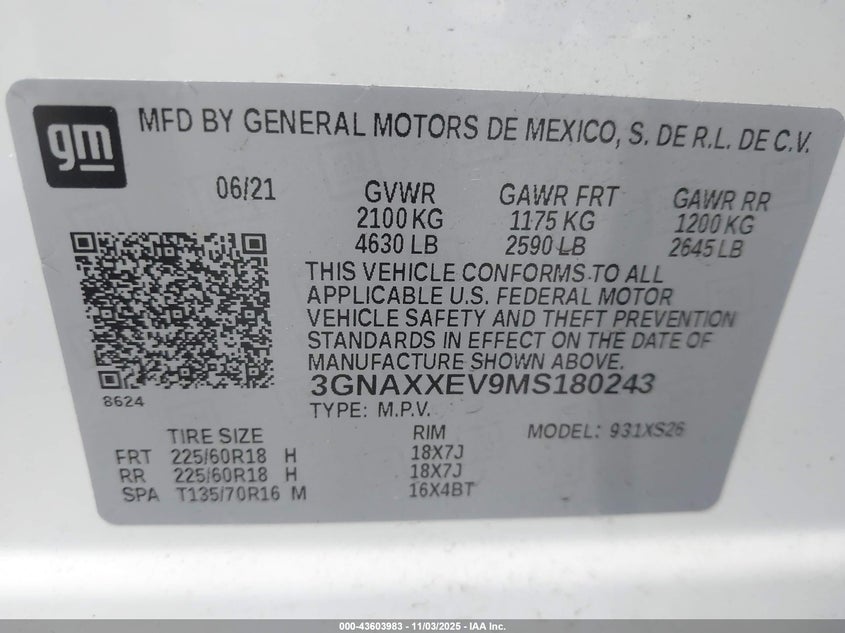 gm
MFD BY GENERAL MOTORS DE MEXICO, S. DE R.L. DE C.V.
06/21 GVWR GAWR FRT GAWR RR
2100 KG 1175 KG 1200 KG
4630 LB 2590 LB 2645 LB
THIS VEHICLE CONFORMS TO ALL
APPLICABLE U.S. FEDERAL MOTOR
VEHICLE SAFETY AND THEFT PREVENTION
STANDARDS IN EFFECT ON THE DATE OF
MANUFACTURE SHOWN ABOVE.
8624
3GNAXXEV9MS180243
TYPE: M.P.V.
TIRE SIZE RIM MODEL: 931XS26
FRT 225/60R18 H 18X7J
RR 225/60R18 H 18X7J
SPA T135/70R16 M 16X4BT
000-43603983 - 11/03/2025 - IAA Inc.